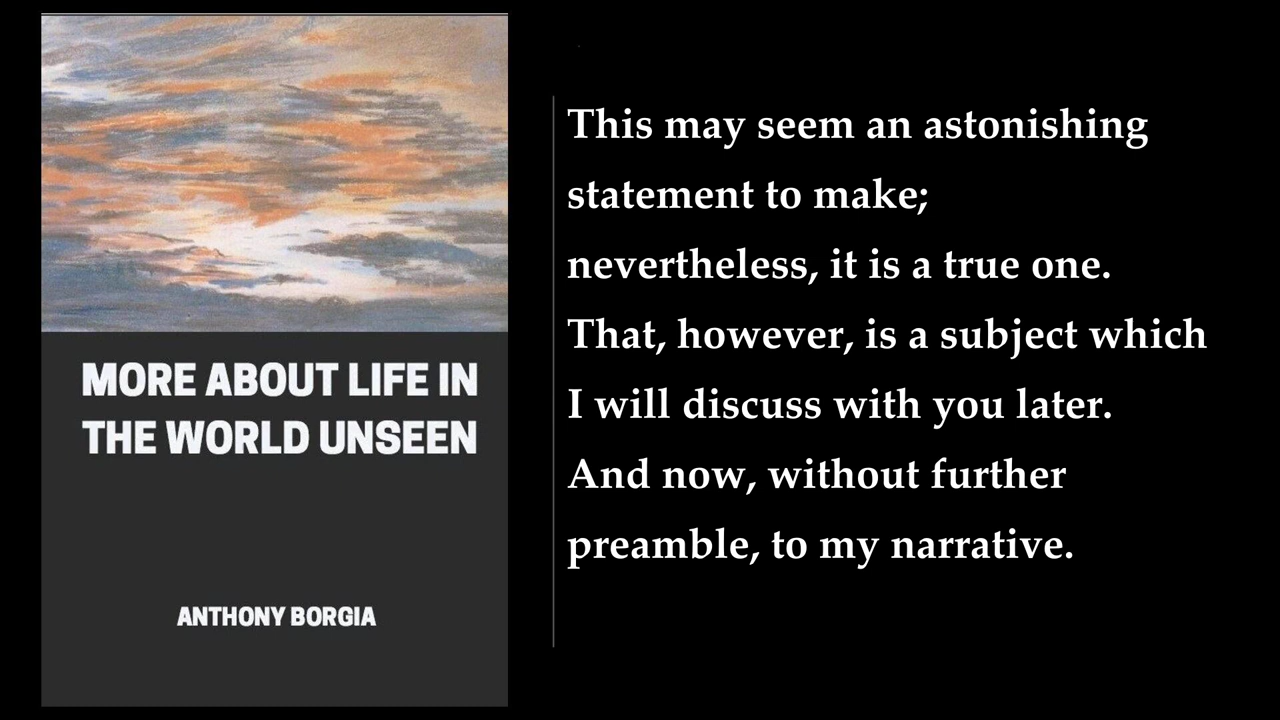 MORE ABOUT LIFE IN
THE WORLD UNSEEN
ANTHONY BORGIA
This may seem an astonishing
statement to make;
nevertheless, it is a true one.
That, however, is a subject which
I will discuss with you later.
And now, without further
preamble, to my narrative.